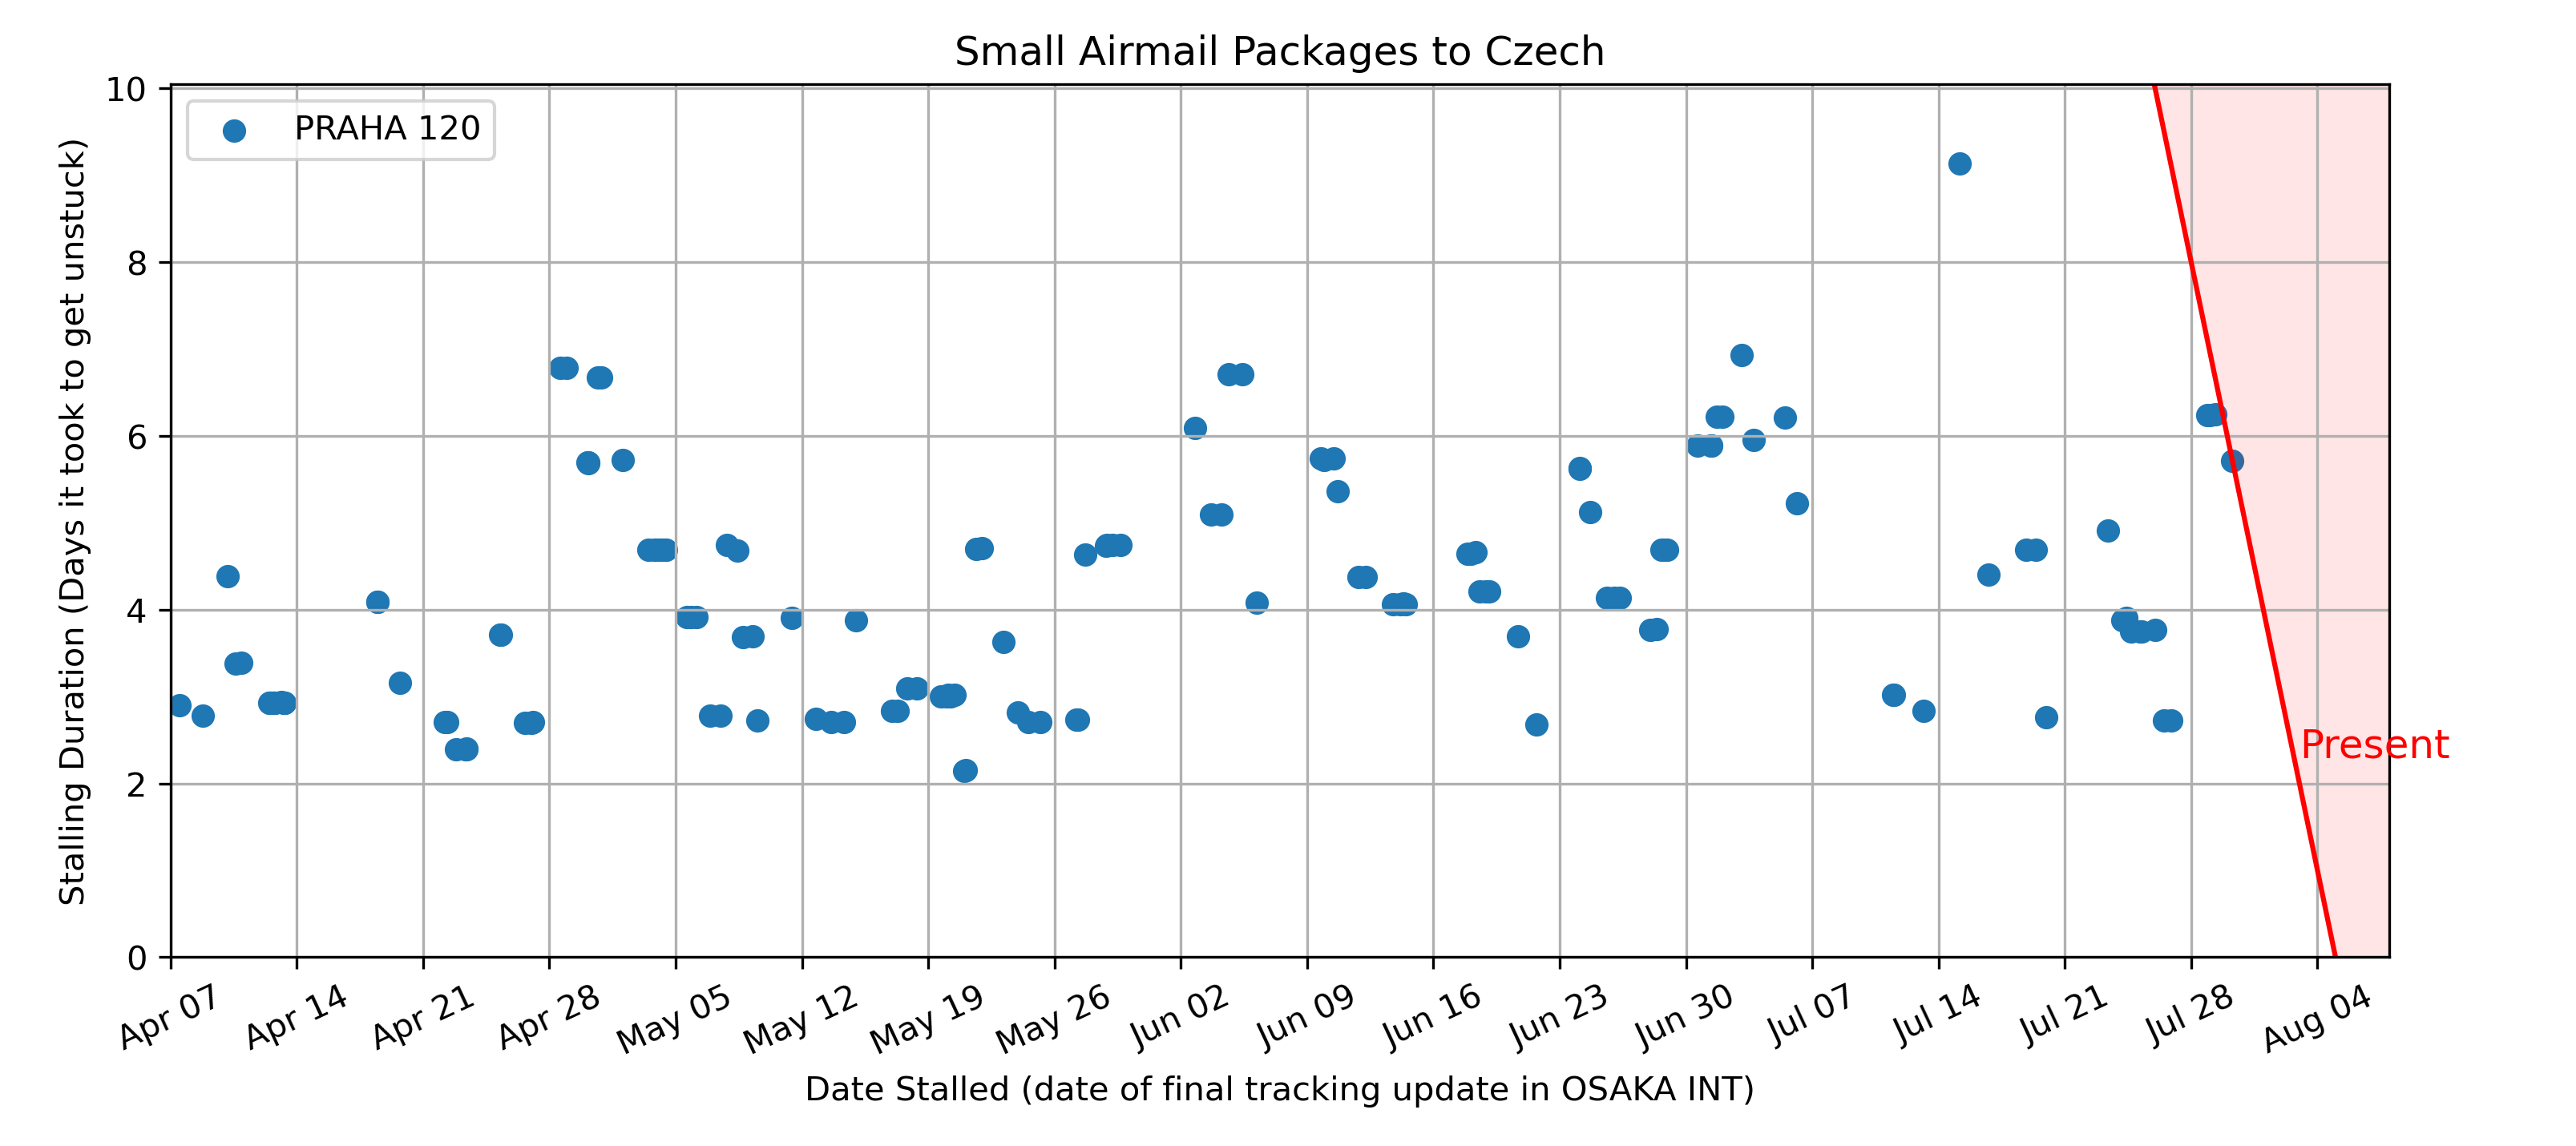 Small Airmail Packages to Czech
PRAHA 120
Stalling Duration (Days it took to get unstuck)
10
8
6
4
2
0
Present
Apr 07
Apr 14
Apr 21
Apr 28
May 05
May 12
May 19
May 26
Jun 02
Jun 09
Jun 16
Jun 23
Jun 30
Jul 07
Jul 14
Jul 21
Jul 28
Aug 04
Date Stalled (date of final tracking update in OSAKA INT)